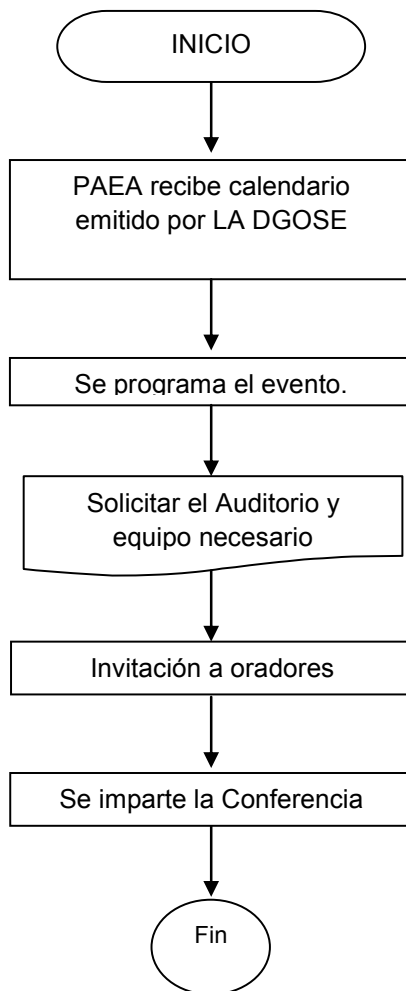 INICIO
PAEA recibe calendario
emitido por LA DGOSE
Se programa el evento.
Solicitar el Auditorio y
equipo necesario
Invitación a oradores
Se imparte la Conferencia
Fin